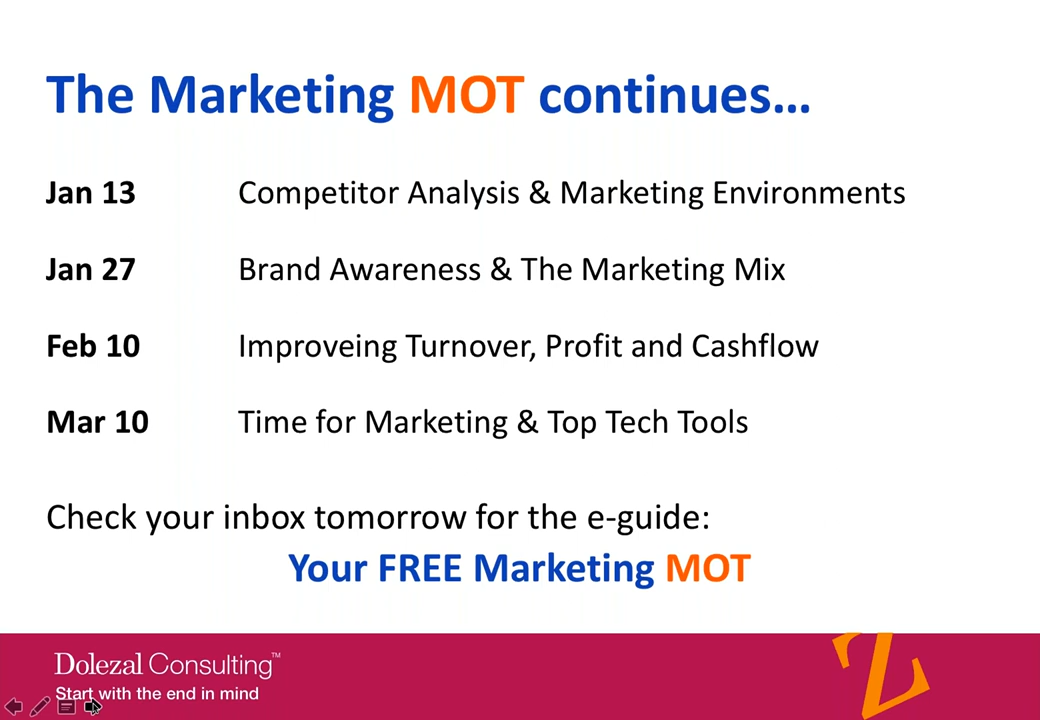 The Marketing MOT continues...
Jan 13 Competitor Analysis & Marketing Environments
Jan 27 Brand Awareness & The Marketing Mix
Feb 10 Improveing Turnover, Profit and Cashflow
Mar 10 Time for Marketing & Top Tech Tools
Check your inbox tomorrow for the e-guide:
Your FREE Marketing MOT
Dolezal Consulting™
Start with the end in mind
Z